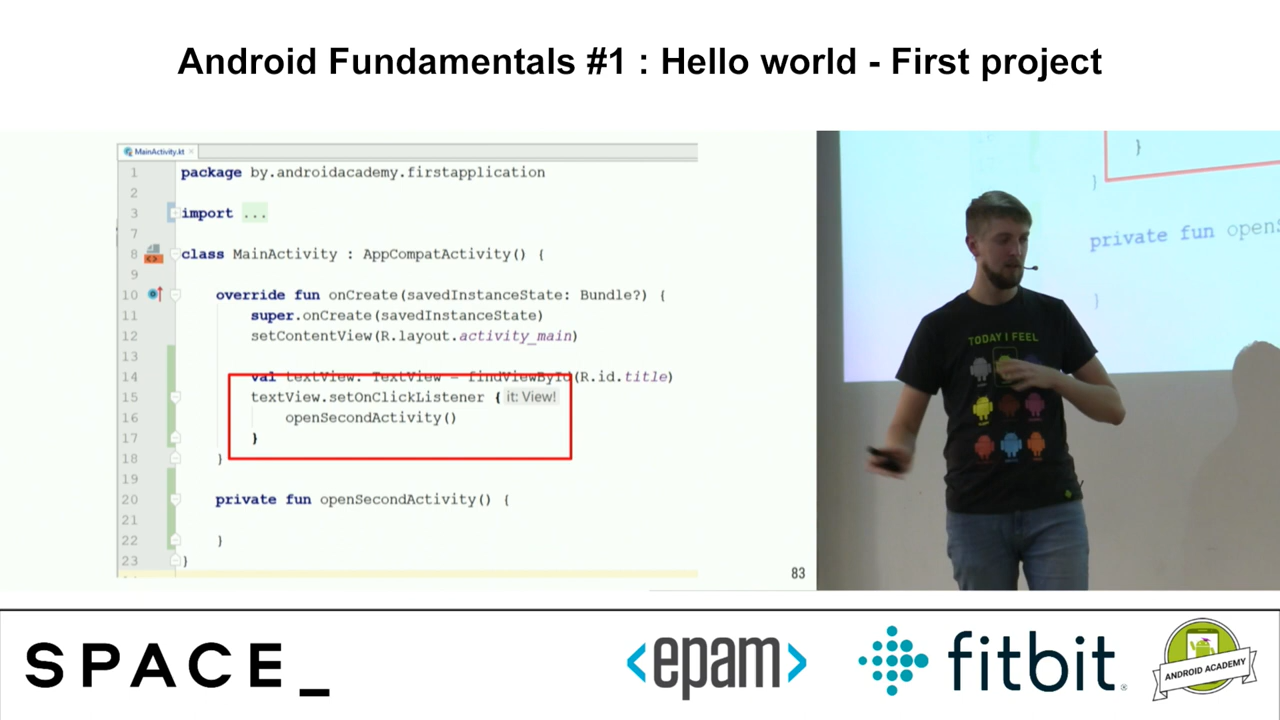 Android Fundamentals #1 : Hello world - First project
MainActivity.kt
1 package by.androidacademy.firstapplication
2
3 import ...
7
8 class MainActivity : AppCompatActivity() {
9
10 override fun onCreate(savedInstanceState: Bundle?) {
11 super.onCreate(savedInstanceState)
12 setContentView(R.layout.activity_main)
13
14 val textView: TextView = findViewById(R.id.title)
15 textView.setOnClickListener { it: View!
16 openSecondActivity()
17 }
18 }
19
20 private fun openSecondActivity() {
21
22 }
23 }
83
}
}
private fun openS
}
TODAY I FEEL
SPACE_
<epam>
fitbit
ANDROID ACADEMY